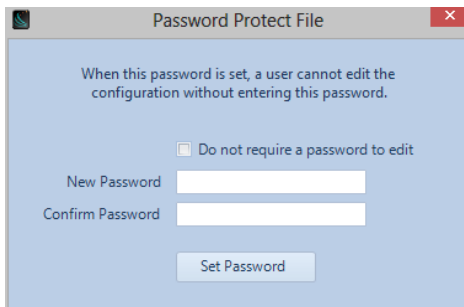 Password Protect File
When this password is set, a user cannot edit the
configuration without entering this password.
Do not require a password to edit
New Password
Confirm Password
Set Password